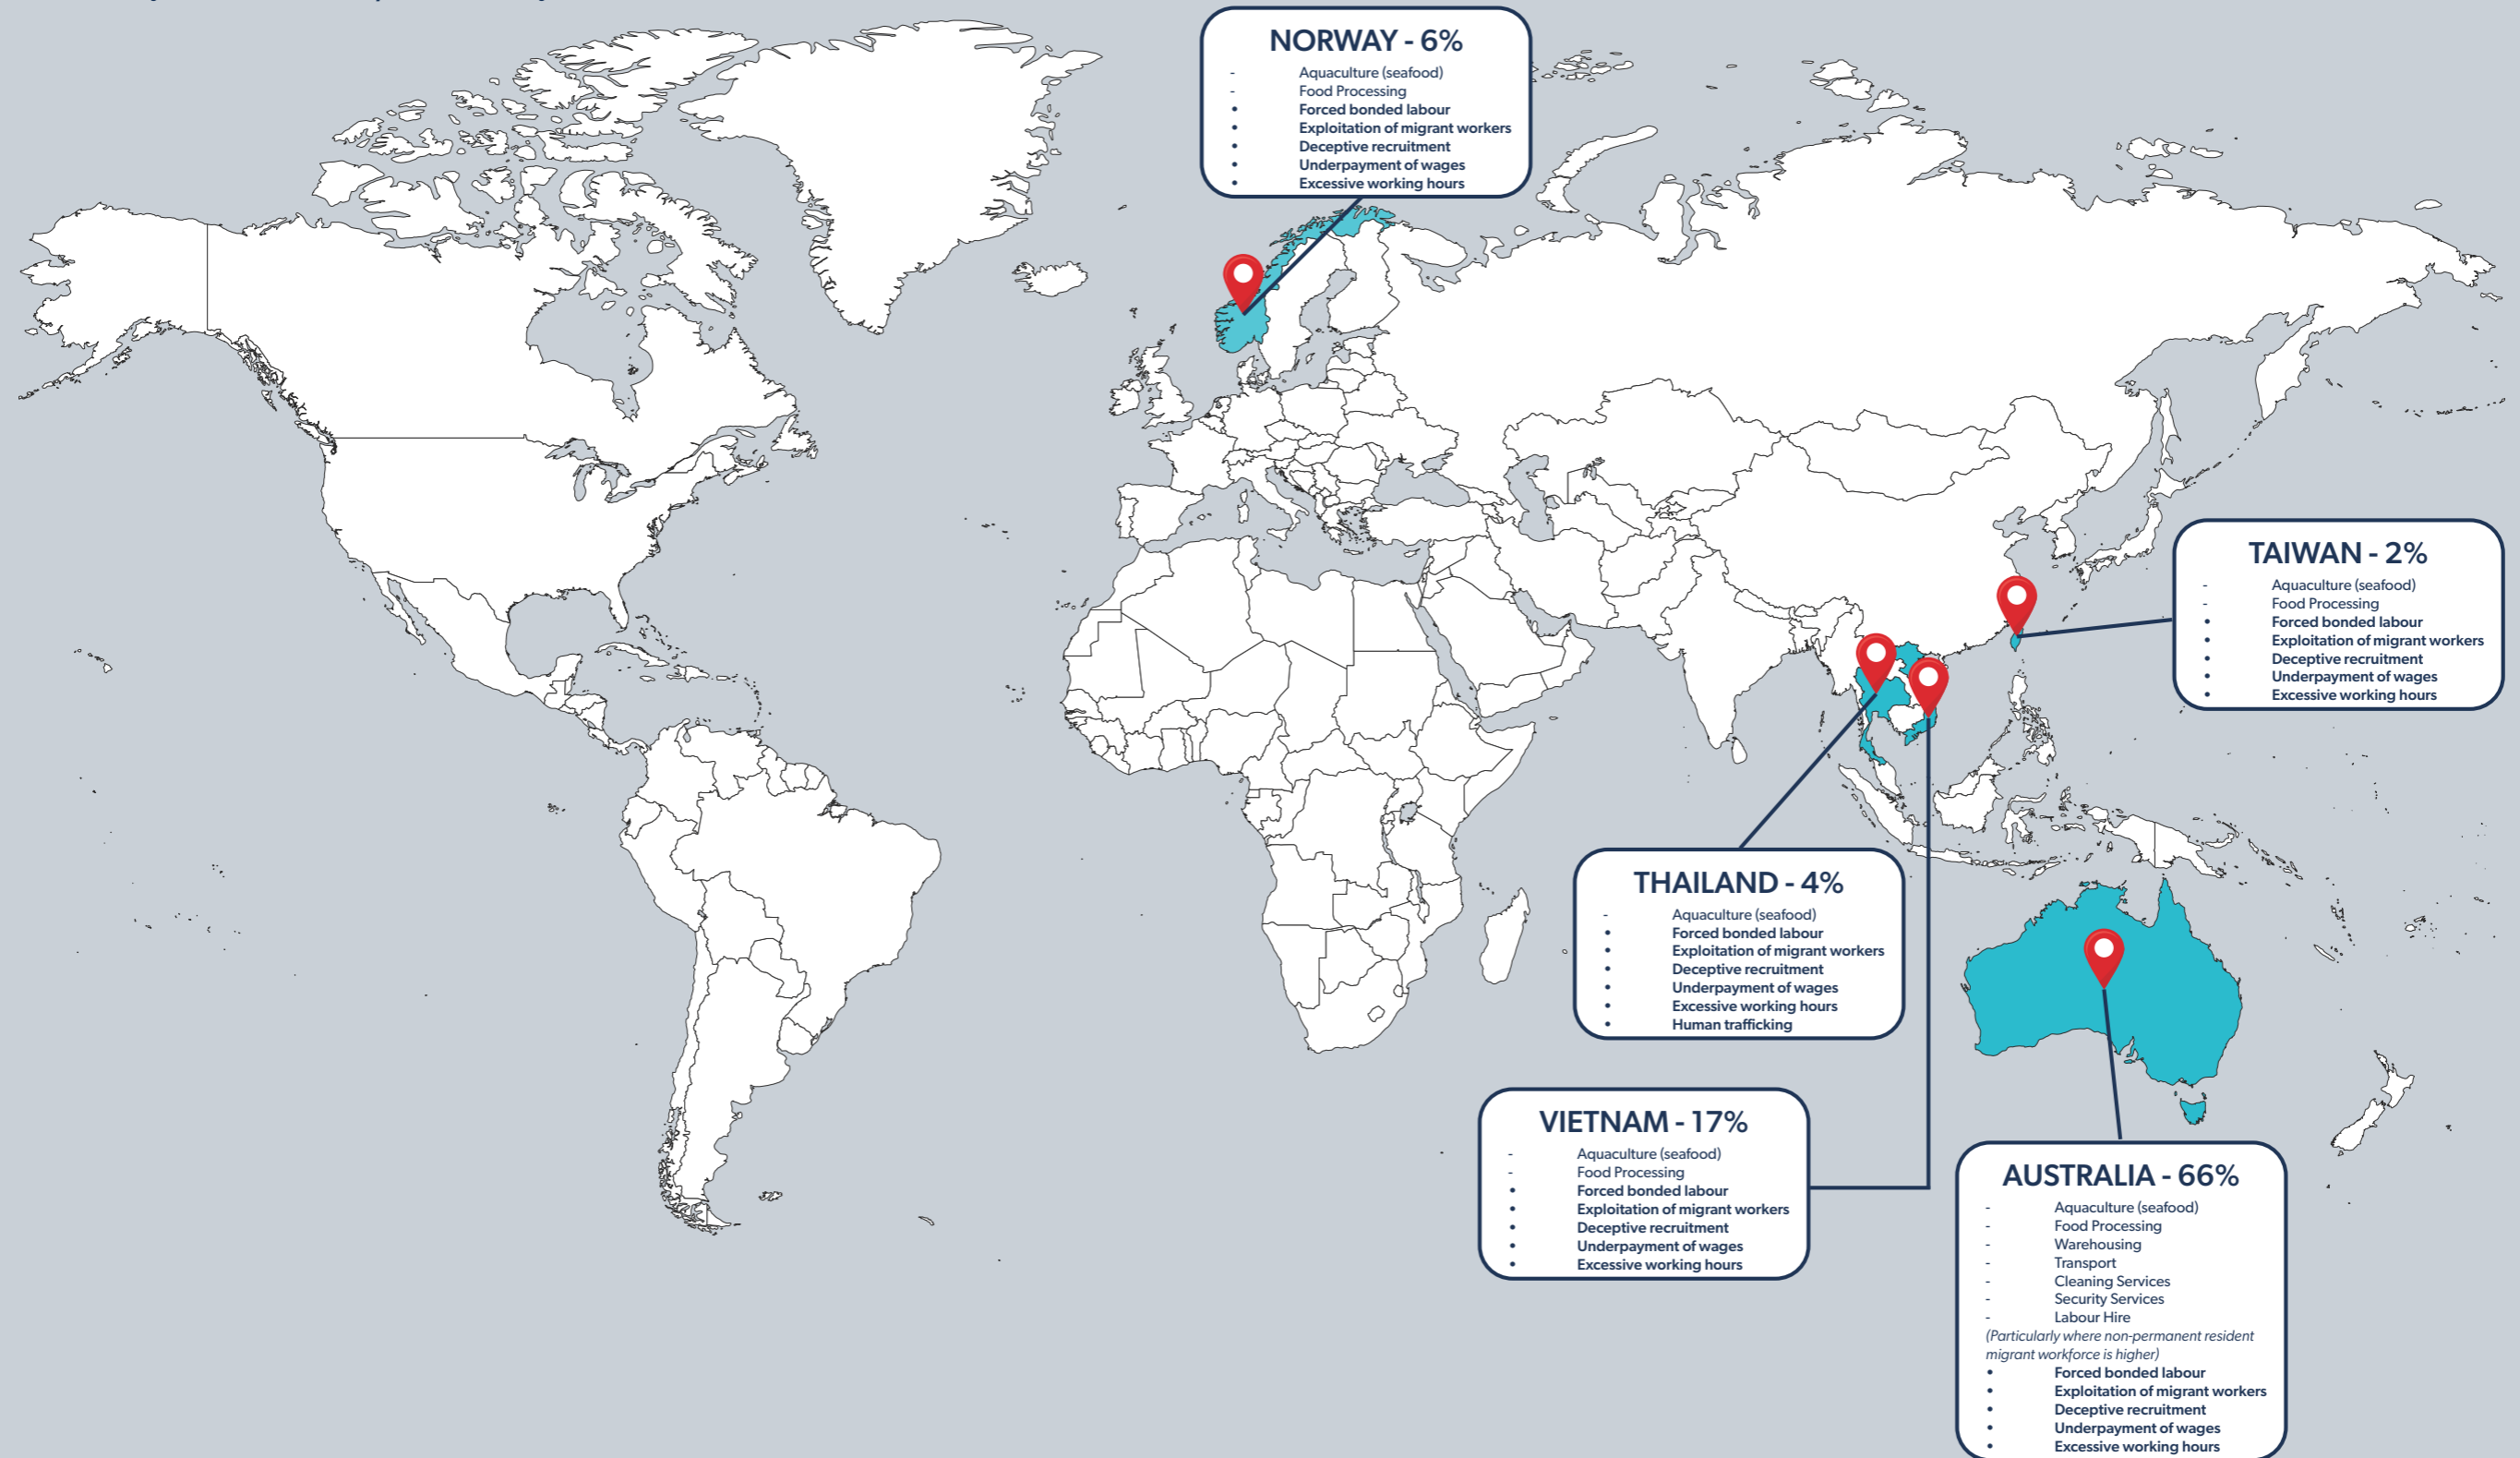 NORWAY - 6%
- Aquaculture (seafood)
- Food Processing
• Forced bonded labour
• Exploitation of migrant workers
• Deceptive recruitment
• Underpayment of wages
• Excessive working hours
TAIWAN - 2%
- Aquaculture (seafood)
- Food Processing
• Forced bonded labour
• Exploitation of migrant workers
• Deceptive recruitment
• Underpayment of wages
• Excessive working hours
THAILAND - 4%
- Aquaculture (seafood)
• Forced bonded labour
• Exploitation of migrant workers
• Deceptive recruitment
• Underpayment of wages
• Excessive working hours
• Human trafficking
VIETNAM - 17%
- Aquaculture (seafood)
- Food Processing
• Forced bonded labour
• Exploitation of migrant workers
• Deceptive recruitment
• Underpayment of wages
• Excessive working hours
AUSTRALIA - 66%
- Aquaculture (seafood)
- Food Processing
- Warehousing
- Transport
- Cleaning Services
- Security Services
- Labour Hire
(Particularly where non-permanent resident
migrant workforce is higher)
• Forced bonded labour
• Exploitation of migrant workers
• Deceptive recruitment
• Underpayment of wages
• Excessive working hours